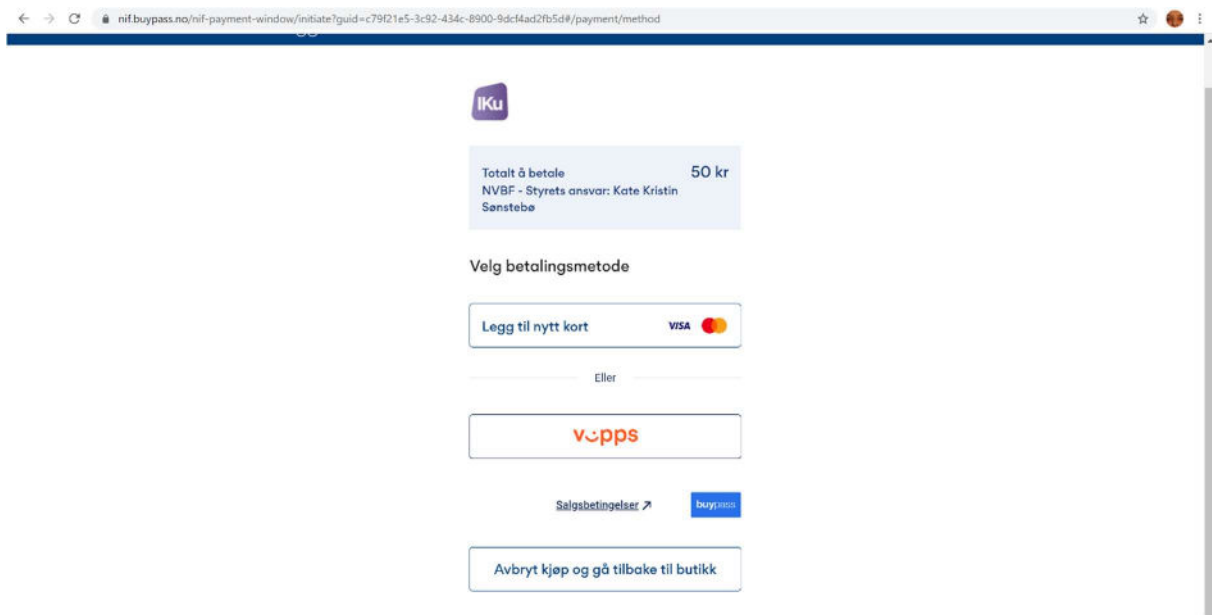 nif.buypass.no/nif-payment-window/initiate?guid=c79f21e5-3c92-434c-8900-9dcf4ad2fb5d#/payment/method
IKu
Totalt å betale 50 kr
NVBF - Styrets ansvar: Kate Kristin
Sønstebø
Velg betalingsmetode
Legg til nytt kort VISA
Eller
vipps
Salgsbetingelser buypass
Avbryt kjøp og gå tilbake til butikk